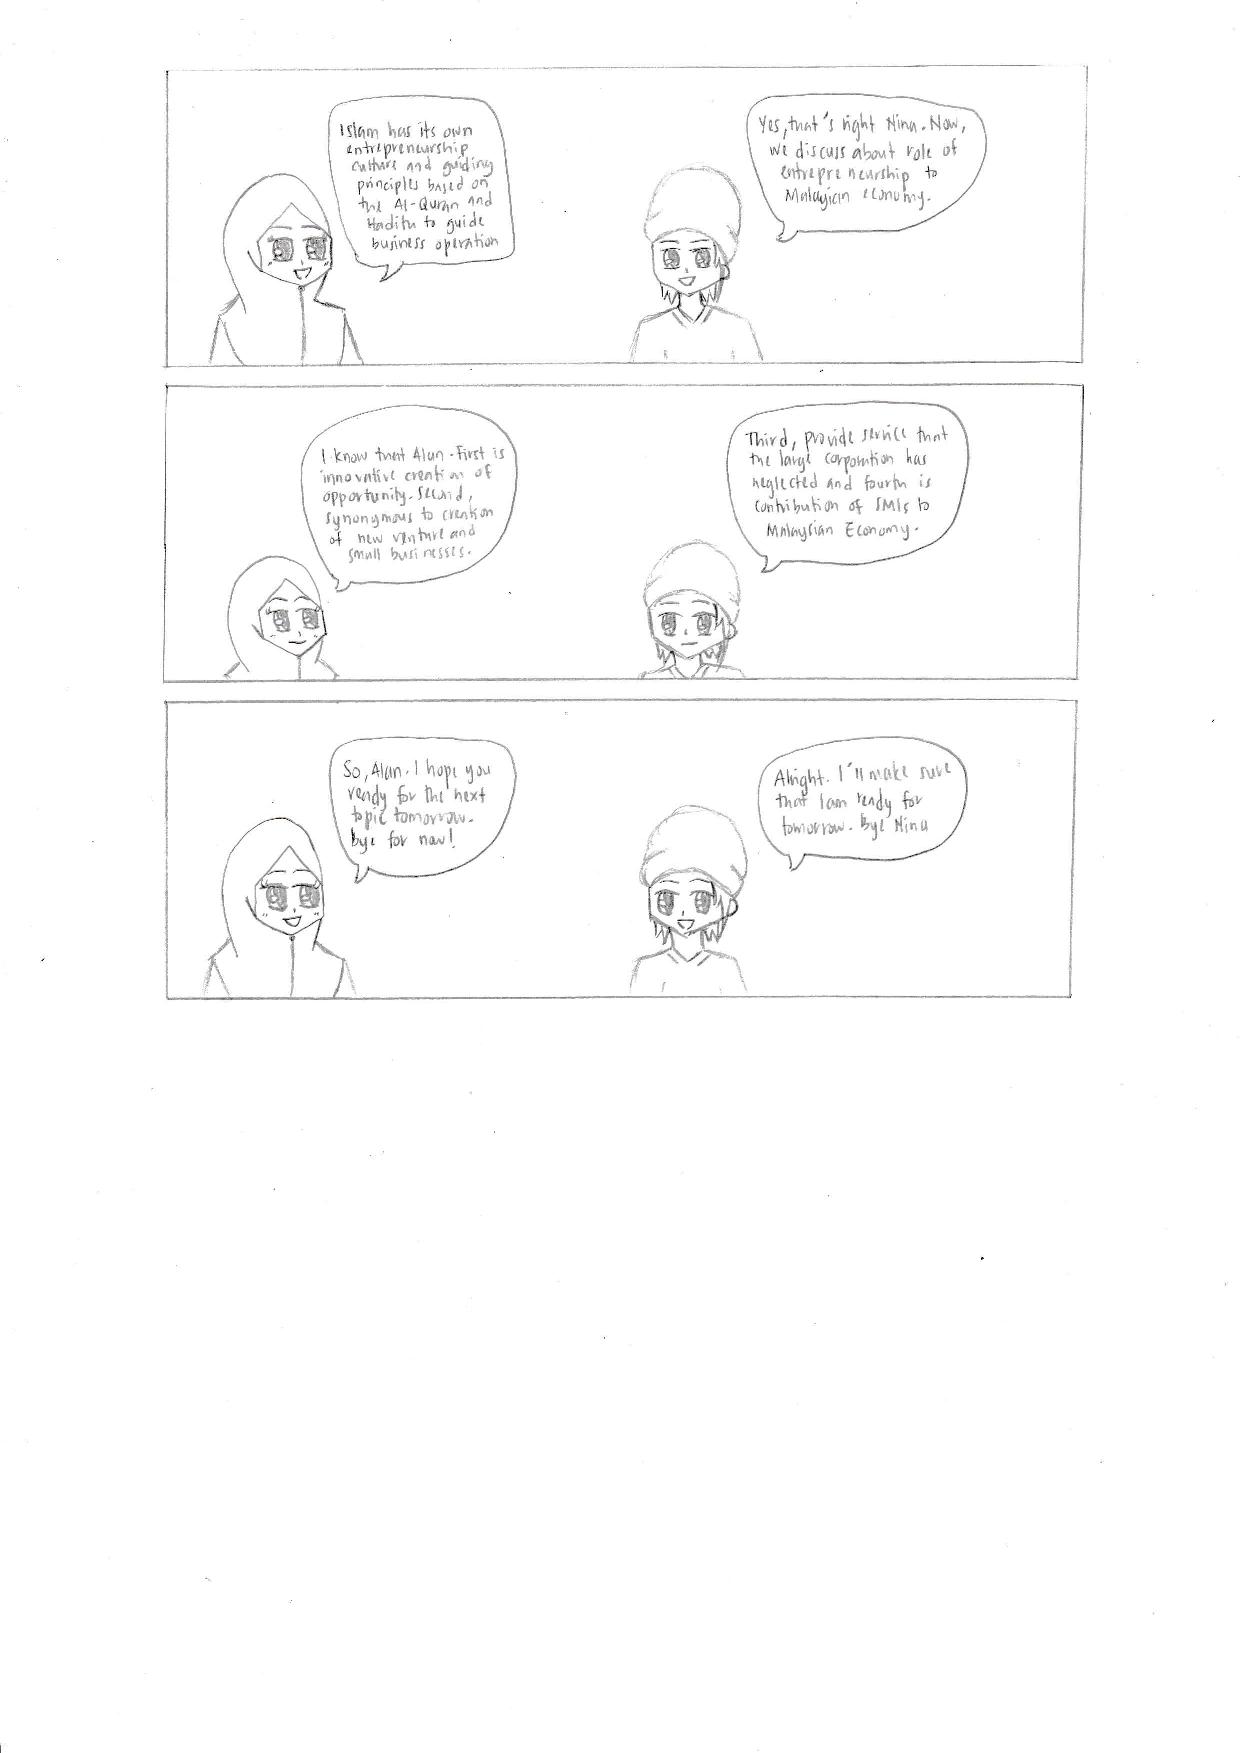 Islam has its own
entrepreneurship
culture and guiding
principles based on
the Al-Quran and
Hadith to guide
business operation
Yes, that's right Nina. Now,
we discuss about role of
entrepreneurship to
Malaysian economy.
I know that Alan. First is
innovative creation of
opportunity. Second,
synonymous to creation
of new venture and
small businesses.
Third, provide service that
the large corporation has
neglected and fourth is
contribution of SMIs to
Malaysian Economy.
So, Alan. I hope you
ready for the next
topic tomorrow.
Bye for now!
Alright. I'll make sure
that I am ready for
tomorrow. Bye Nina